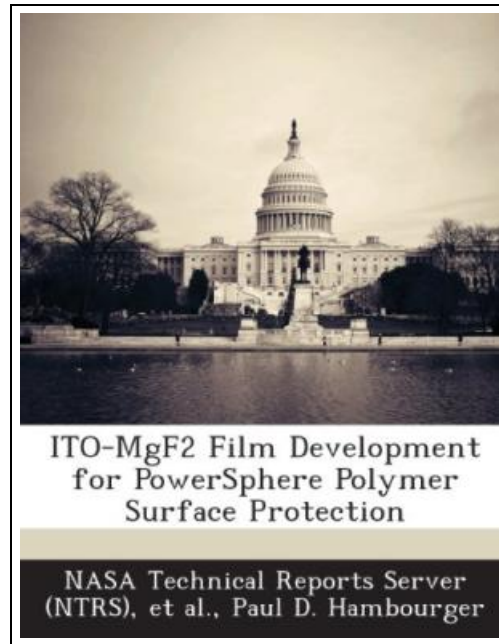 ITO-MgF2 Film Development
for PowerSphere Polymer
Surface Protection
NASA Technical Reports Server
(NTRS), et al., Paul D. Hambourger